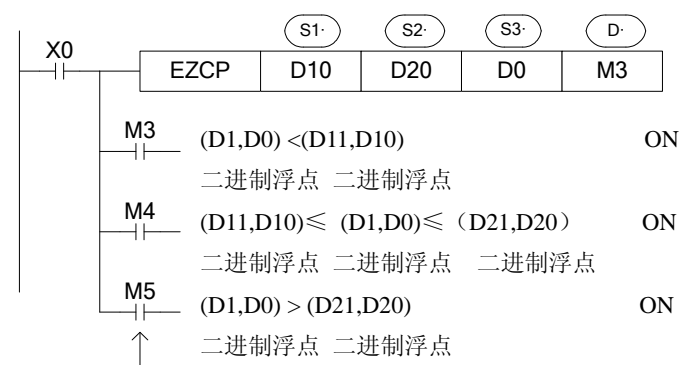 S1· S2· S3· D·
X0 EZCP D10 D20 D0 M3
M3 (D1,D0) <(D11,D10) ON
二进制浮点 二进制浮点
M4 (D11,D10)≤ (D1,D0)≤（D21,D20） ON
二进制浮点 二进制浮点 二进制浮点
M5 (D1,D0) > (D21,D20) ON
二进制浮点 二进制浮点